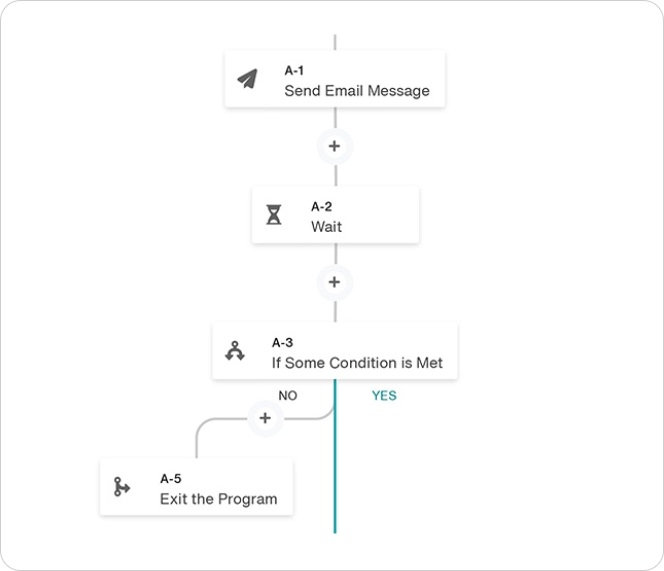 A-1
Send Email Message
+
A-2
Wait
+
A-3
If Some Condition is Met
NO YES
+
A-5
Exit the Program